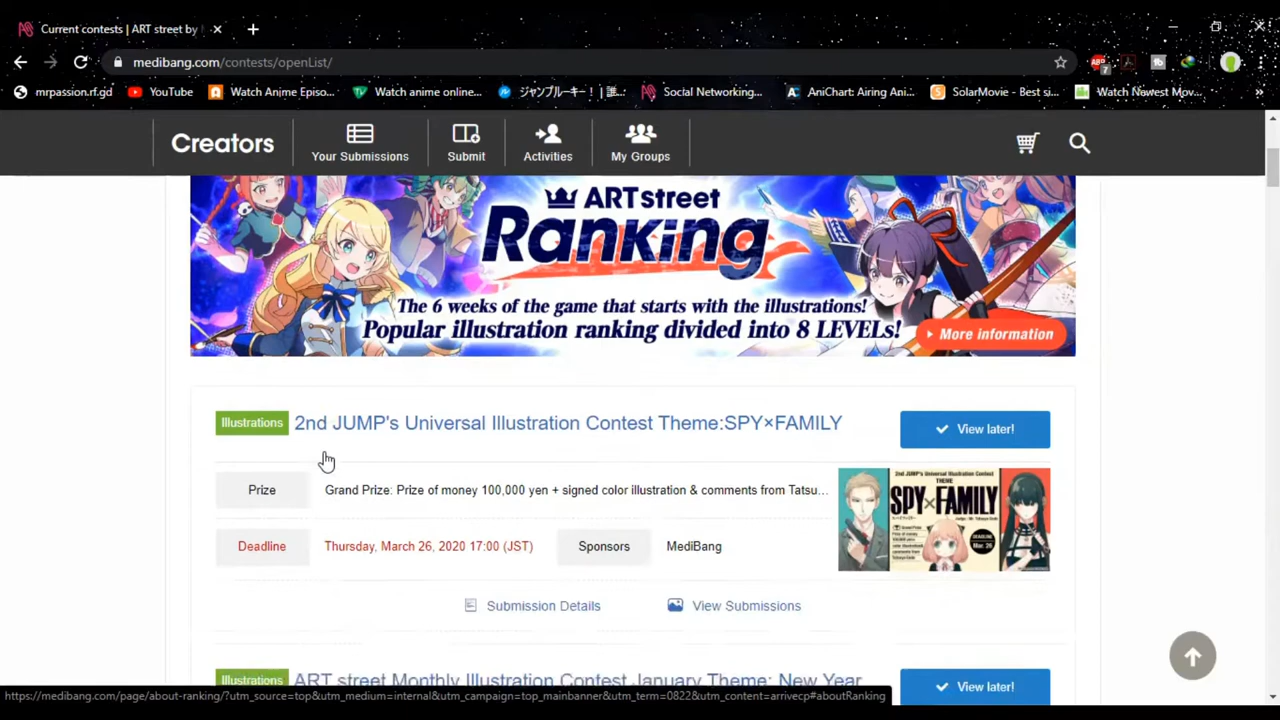 Current contests | ART street by
medibang.com/contests/openList/
mrpassion.rf.gd
YouTube
Watch Anime Episo...
Watch anime online...
ジャンプルーキー！｜誰...
Social Networking...
AniChart: Airing Ani...
SolarMovie - Best si...
Watch Newest Mov...
Creators
Your Submissions
Submit
Activities
My Groups
ARTstreet
Ranking
The 6 weeks of the game that starts with the illustrations!
Popular illustration ranking divided into 8 LEVELs!
More information
Illustrations
2nd JUMP's Universal Illustration Contest Theme:SPY×FAMILY
View later!
Prize
Grand Prize: Prize of money 100,000 yen + signed color illustration & comments from Tatsu...
2nd JUMP's Universal Illustration Contest
THEME
SPY×FAMILY
Deadline
Thursday, March 26, 2020 17:00 (JST)
Sponsors
MediBang
Submission Details
View Submissions
Illustrations
ART street Monthly Illustration Contest January Theme: New Year
View later!
https://medibang.com/page/about-ranking/?utm_source=top&utm_medium=internal&utm_campaign=top_mainbanner&utm_term=0822&utm_content=arrivecp#aboutRanking